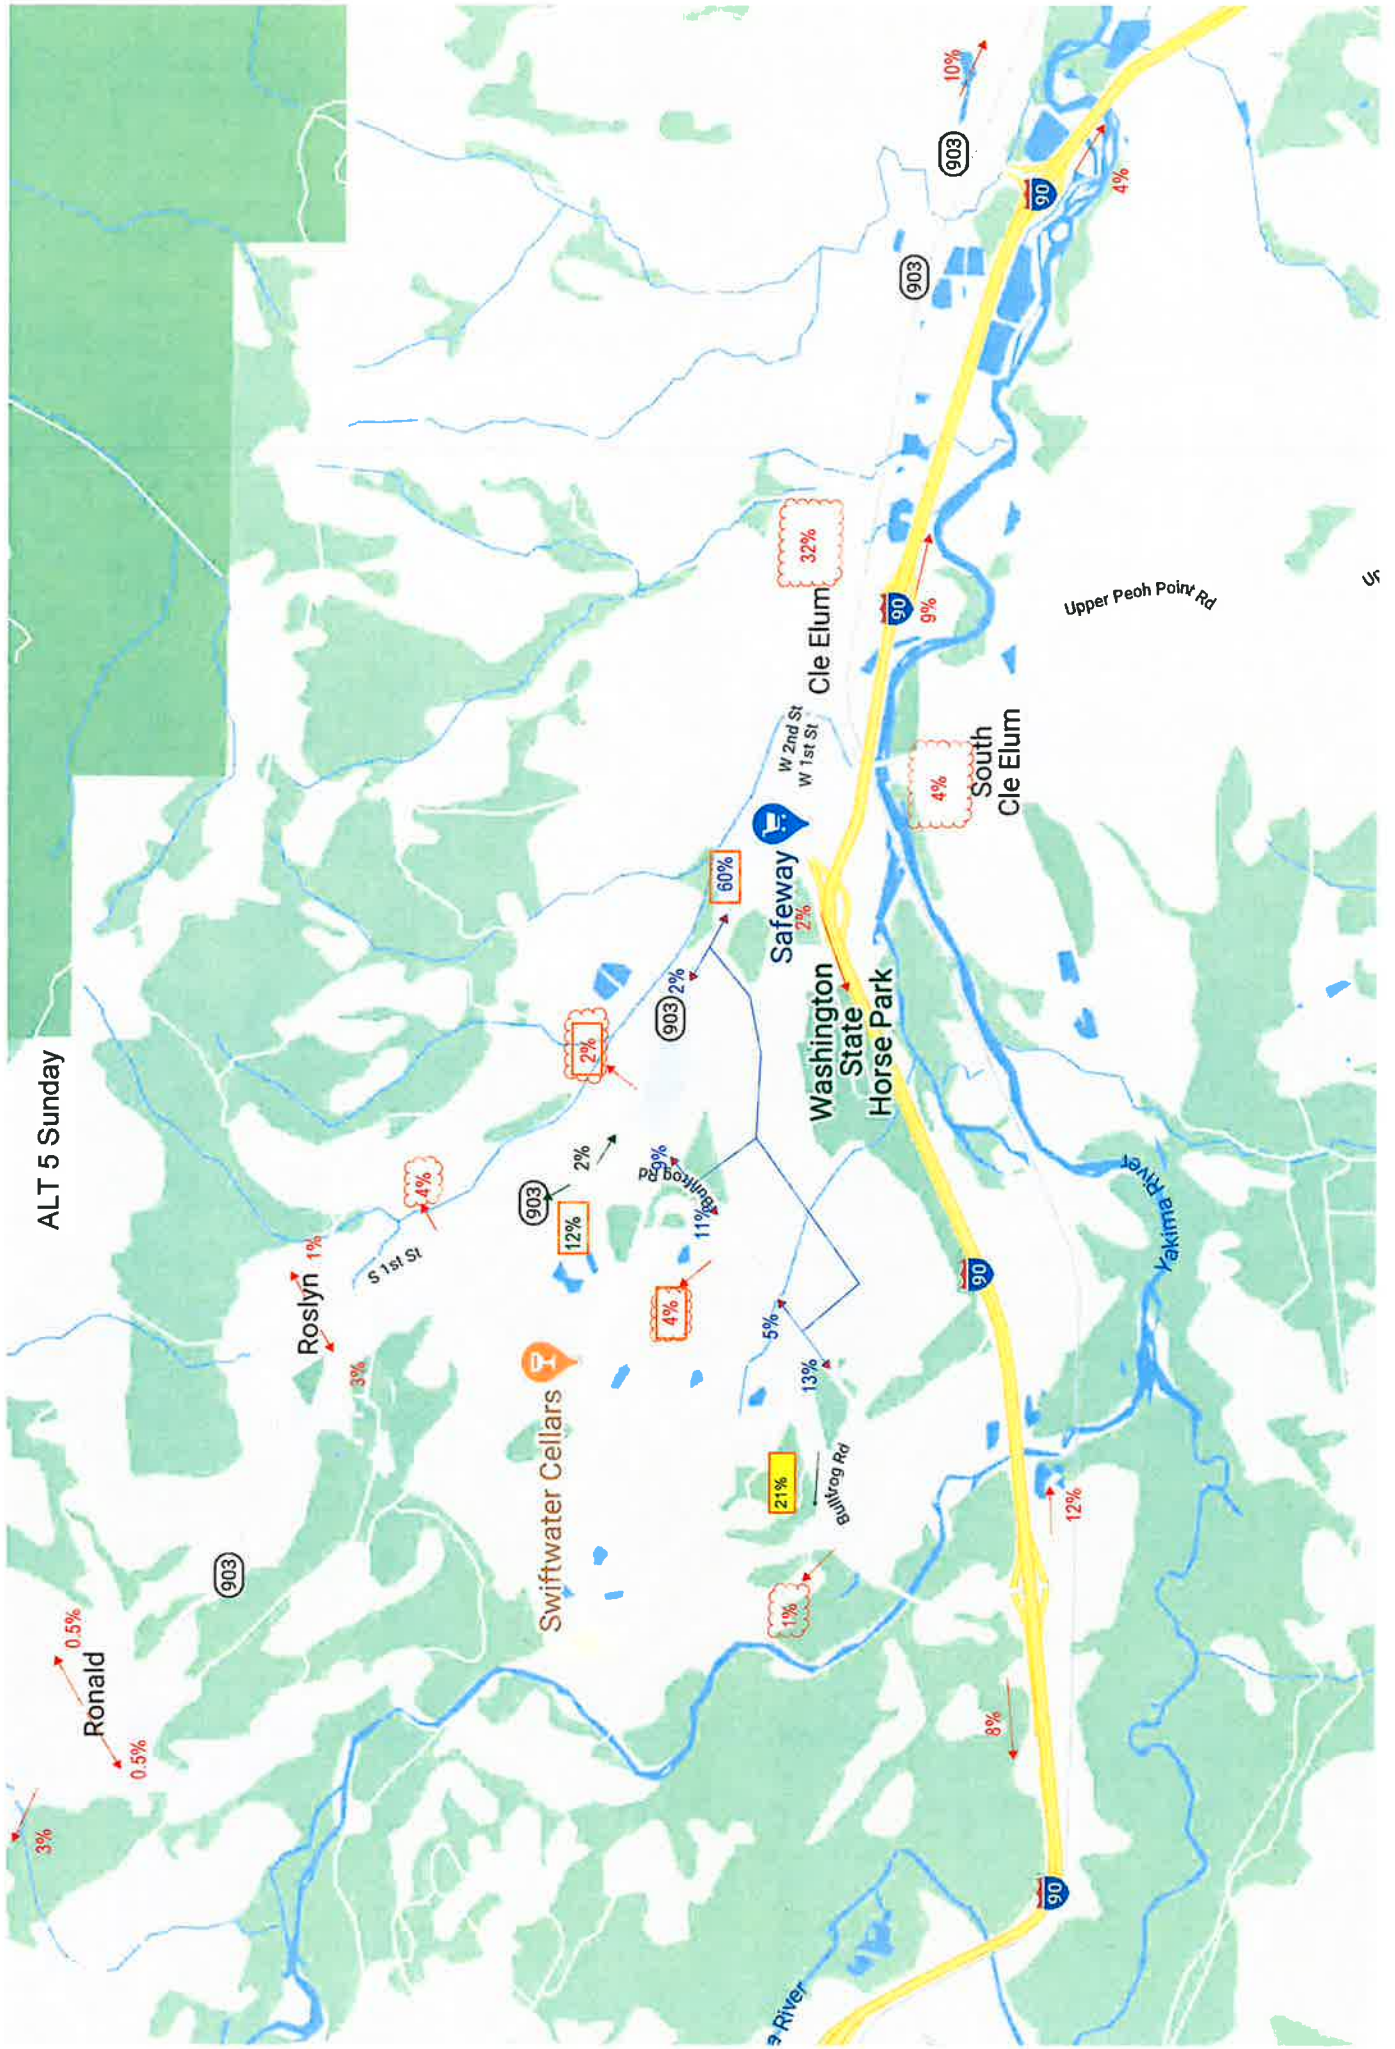 ALT 5 Sunday
3%
0.5%
Ronald
0.5%
903
3%
Roslyn
1%
S 1st St
4%
903
12%
2%
2%
Swiftwater Cellars
4%
11%
Bullfrog Rd
9%
903
2%
60%
21%
13%
5%
Bullfrog Rd
1%
Safeway
2%
Washington
State
Horse Park
W 2nd St
W 1st St
Cle Elum
32%
4%
South
Cle Elum
90
9%
903
903
10%
90
4%
Upper Peoh Point Rd
Up
90
Yakima River
12%
8%
90
River